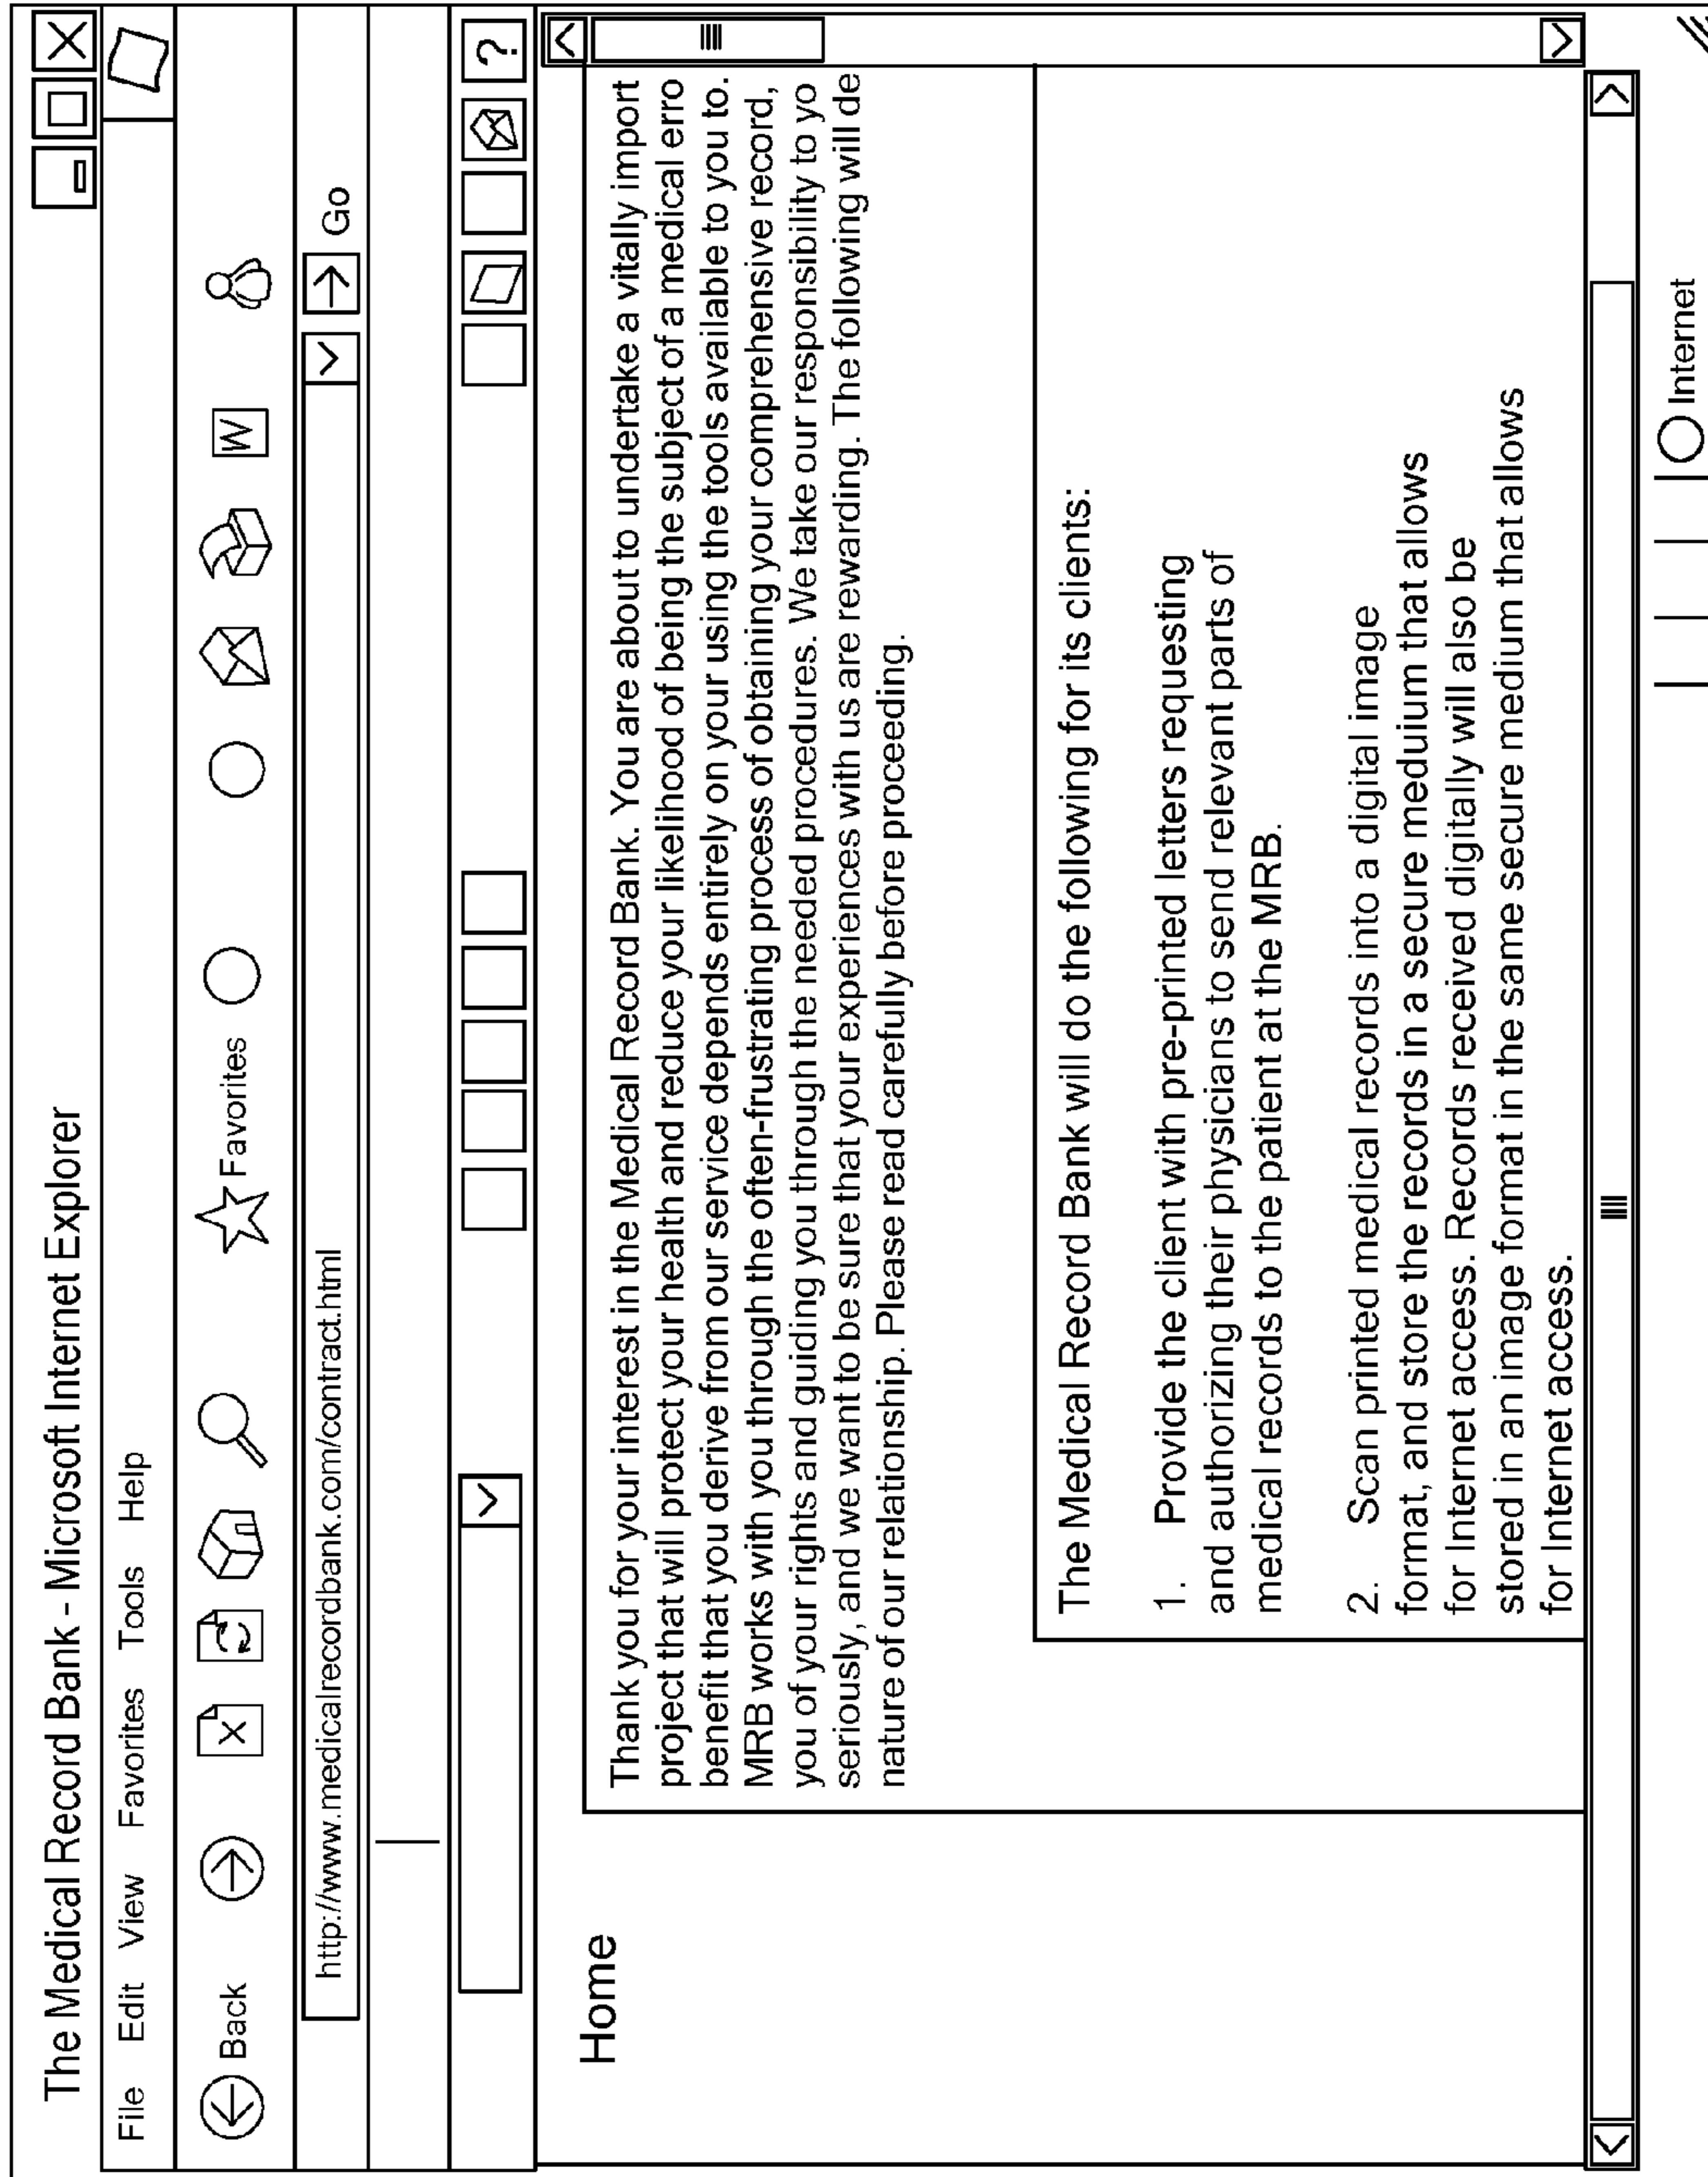 The Medical Record Bank - Microsoft Internet Explorer
File Edit View Favorites Tools Help
Back Favorites W
http://www.medicalrecordbank.com/contract.html Go
?
Home
Thank you for your interest in the Medical Record Bank. You are about to undertake a vitally import
project that will protect your health and reduce your likelihood of being the subject of a medical erro
benefit that you derive from our service depends entirely on your using the tools available to you to.
MRB works with you through the often-frustrating process of obtaining your comprehensive record,
you of your rights and guiding you through the needed procedures. We take our responsibility to yo
seriously, and we want to be sure that your experiences with us are rewarding. The following will de
nature of our relationship. Please read carefully before proceeding.
The Medical Record Bank will do the following for its clients:
1. Provide the client with pre-printed letters requesting
and authorizing their physicians to send relevant parts of
medical records to the patient at the MRB.
2. Scan printed medical records into a digital image
format, and store the records in a secure meduium that allows
for Internet access. Records received digitally will also be
stored in an image format in the same secure medium that allows
for Internet access.
Internet